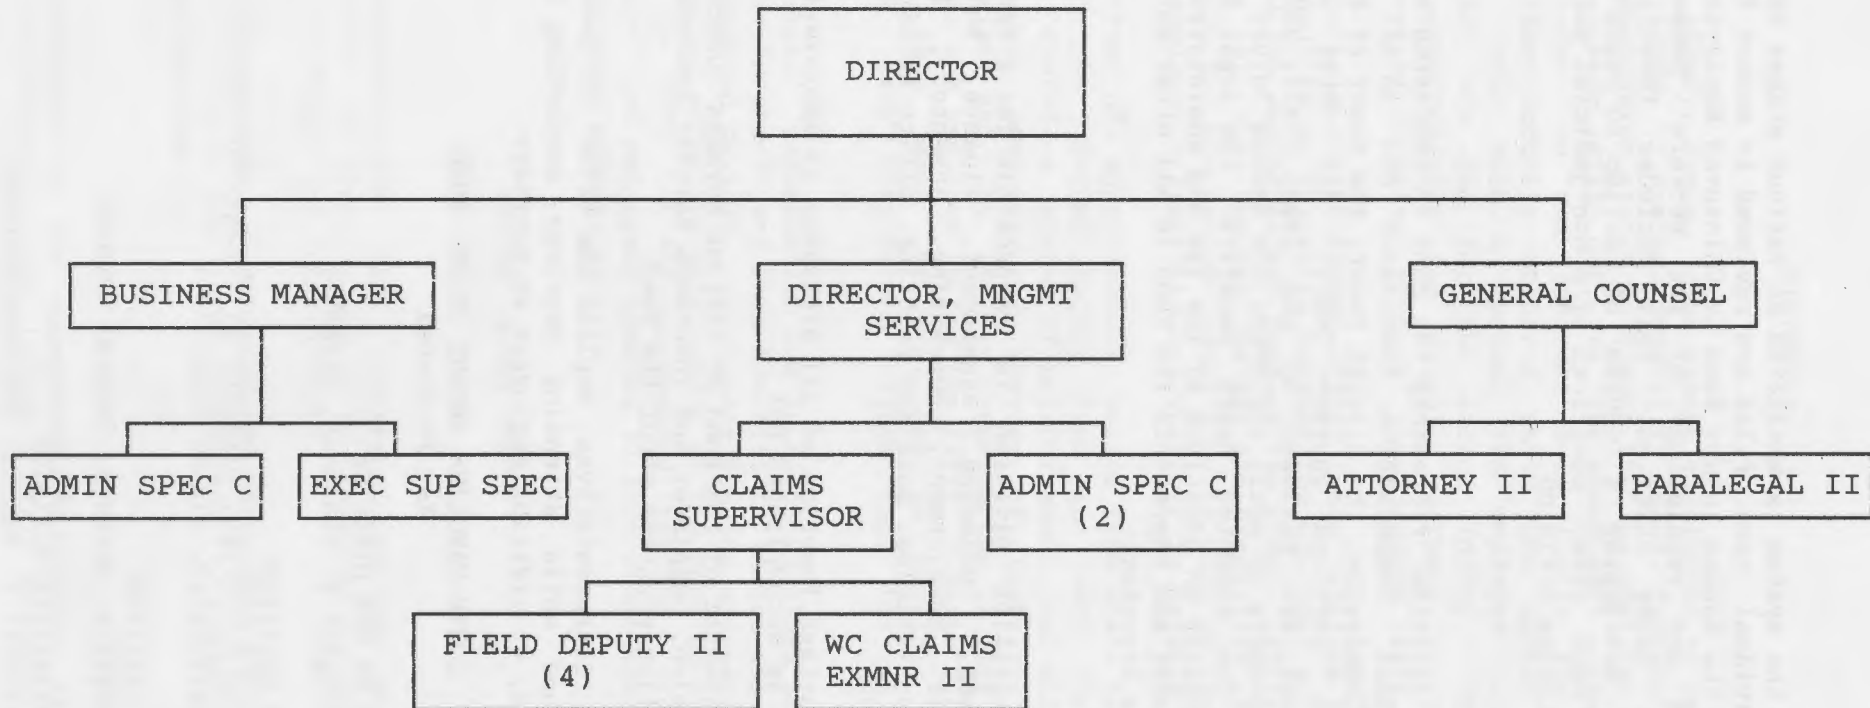 DIRECTOR
BUSINESS MANAGER
DIRECTOR, MNGMT
SERVICES
GENERAL COUNSEL
ADMIN SPEC C
EXEC SUP SPEC
CLAIMS
SUPERVISOR
ADMIN SPEC C
(2)
ATTORNEY II
PARALEGAL II
FIELD DEPUTY II
(4)
WC CLAIMS
EXMNR II